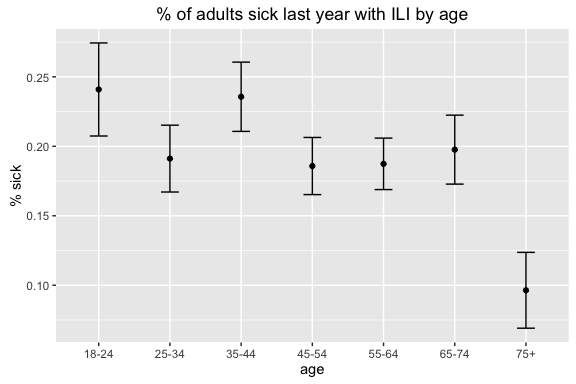 % of adults sick last year with ILI by age
0.25
0.20
0.15
0.10
% sick
18-24 25-34 35-44 45-54 55-64 65-74 75+
age